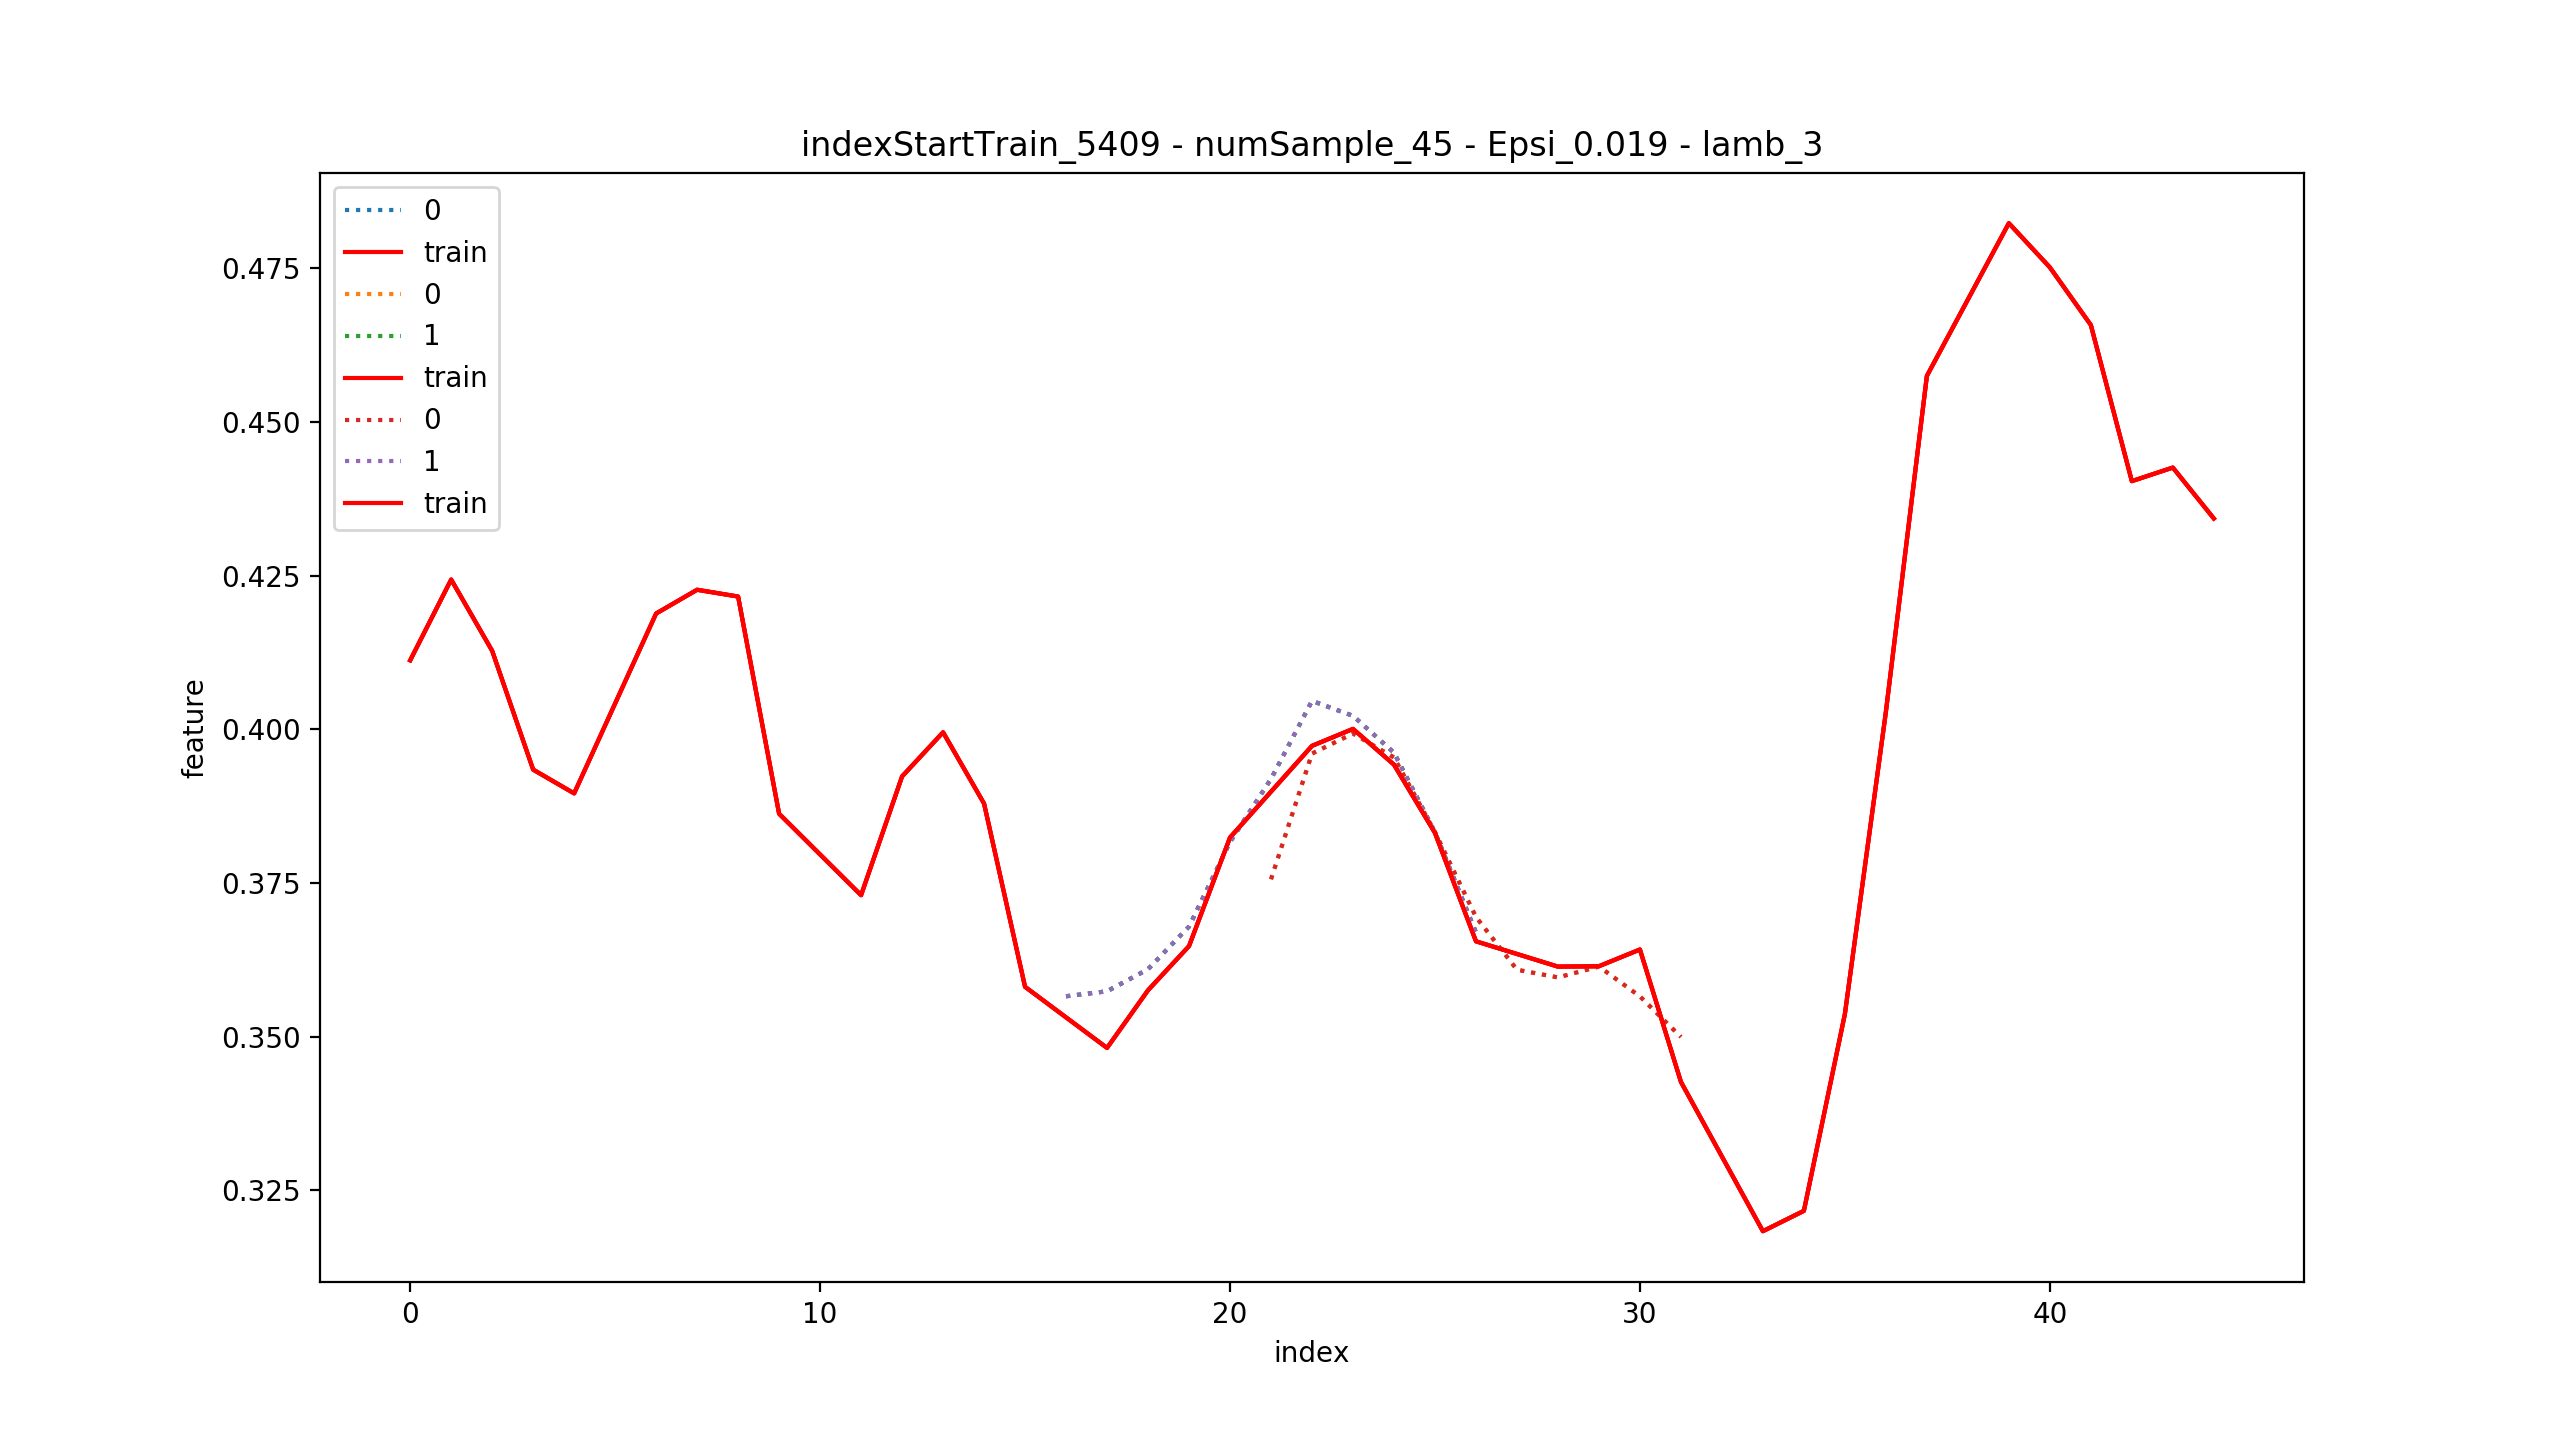 indexStartTrain_5409 - numSample_45 - Epsi_0.019 - lamb_3
0
train
0
1
train
0
1
train
0.475
0.450
0.425
0.400
0.375
0.350
0.325
feature
0 10 20 30 40
index